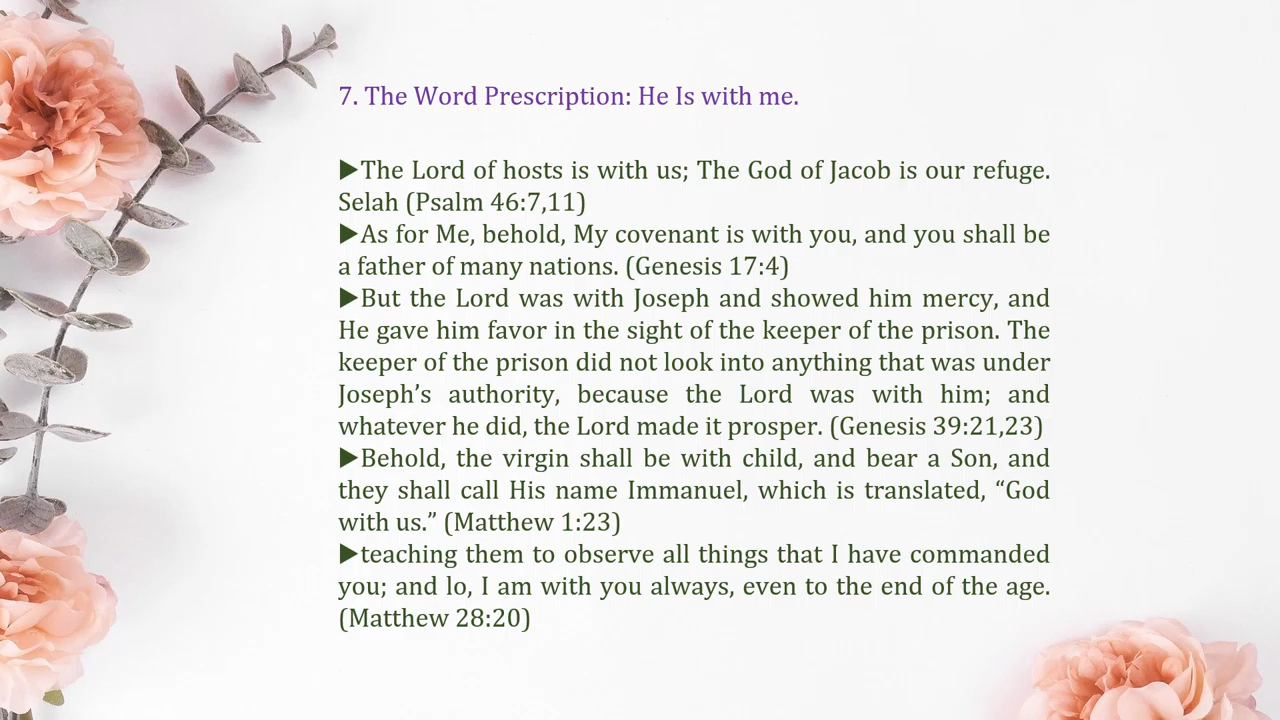 7. The Word Prescription: He Is with me.
▶The Lord of hosts is with us; The God of Jacob is our refuge.
Selah (Psalm 46:7,11)
▶As for Me, behold, My covenant is with you, and you shall be
a father of many nations. (Genesis 17:4)
▶But the Lord was with Joseph and showed him mercy, and
He gave him favor in the sight of the keeper of the prison. The
keeper of the prison did not look into anything that was under
Joseph’s authority, because the Lord was with him; and
whatever he did, the Lord made it prosper. (Genesis 39:21,23)
▶Behold, the virgin shall be with child, and bear a Son, and
they shall call His name Immanuel, which is translated, “God
with us.” (Matthew 1:23)
▶teaching them to observe all things that I have commanded
you; and lo, I am with you always, even to the end of the age.
(Matthew 28:20)